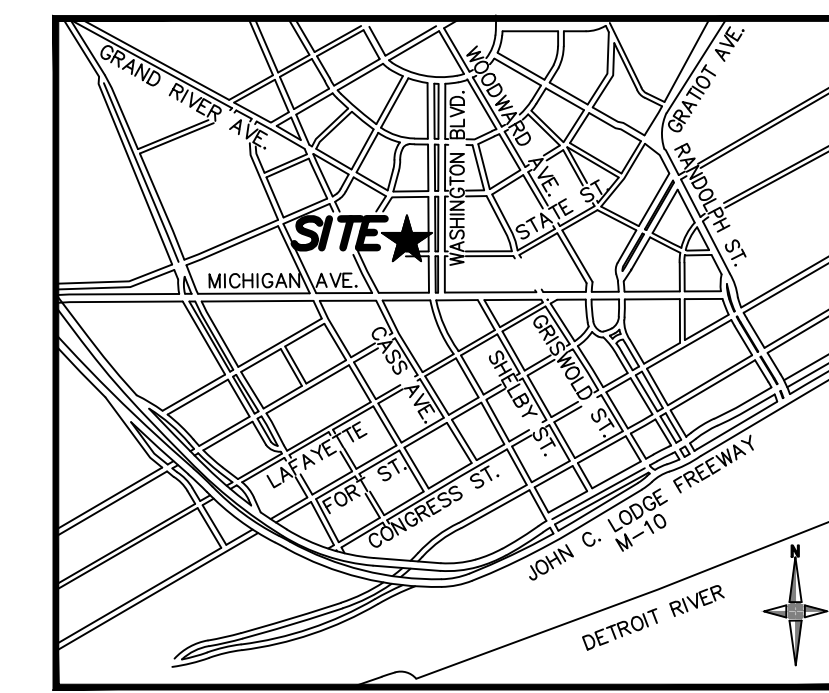 GRAND RIVER AVE.
WOODWARD AVE.
GRATIOT AVE.
WASHINGTON BLVD.
RANDOLPH ST.
STATE ST.
SITE
MICHIGAN AVE.
CASS AVE.
SHELBY ST.
GRISWOLD ST.
LAFAYETTE
FORT ST.
CONGRESS ST.
JOHN C. LODGE FREEWAY
M-10
DETROIT RIVER
N